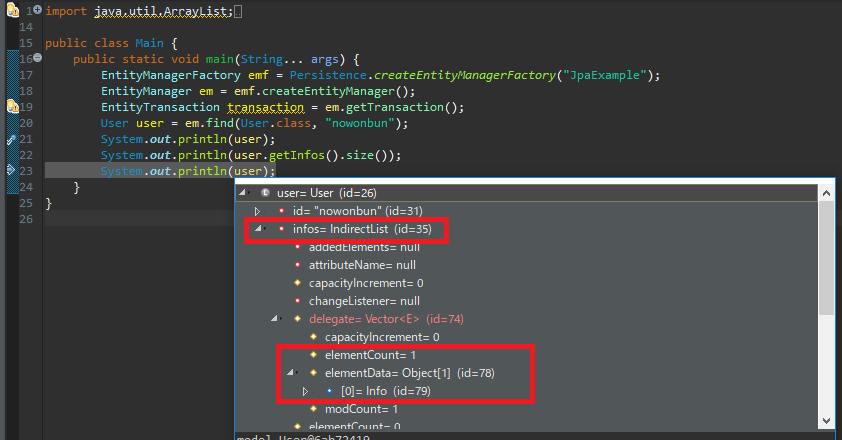 1 import java.util.ArrayList;
14
15 public class Main {
16 public static void main(String... args) {
17 EntityManagerFactory emf = Persistence.createEntityManagerFactory("JpaExample");
18 EntityManager em = emf.createEntityManager();
19 EntityTransaction transaction = em.getTransaction();
20 User user = em.find(User.class, "nowonbun");
21 System.out.println(user);
22 System.out.println(user.getInfos().size());
23 System.out.println(user);
24 }
25 }
26
user= User (id=26)
id= "nowonbun" (id=31)
infos= IndirectList (id=35)
addedElements= null
attributeName= null
capacityIncrement= 0
changeListener= null
delegate= Vector<E> (id=74)
capacityIncrement= 0
elementCount= 1
elementData= Object[1] (id=78)
[0]= Info (id=79)
modCount= 1
elementCount= 0